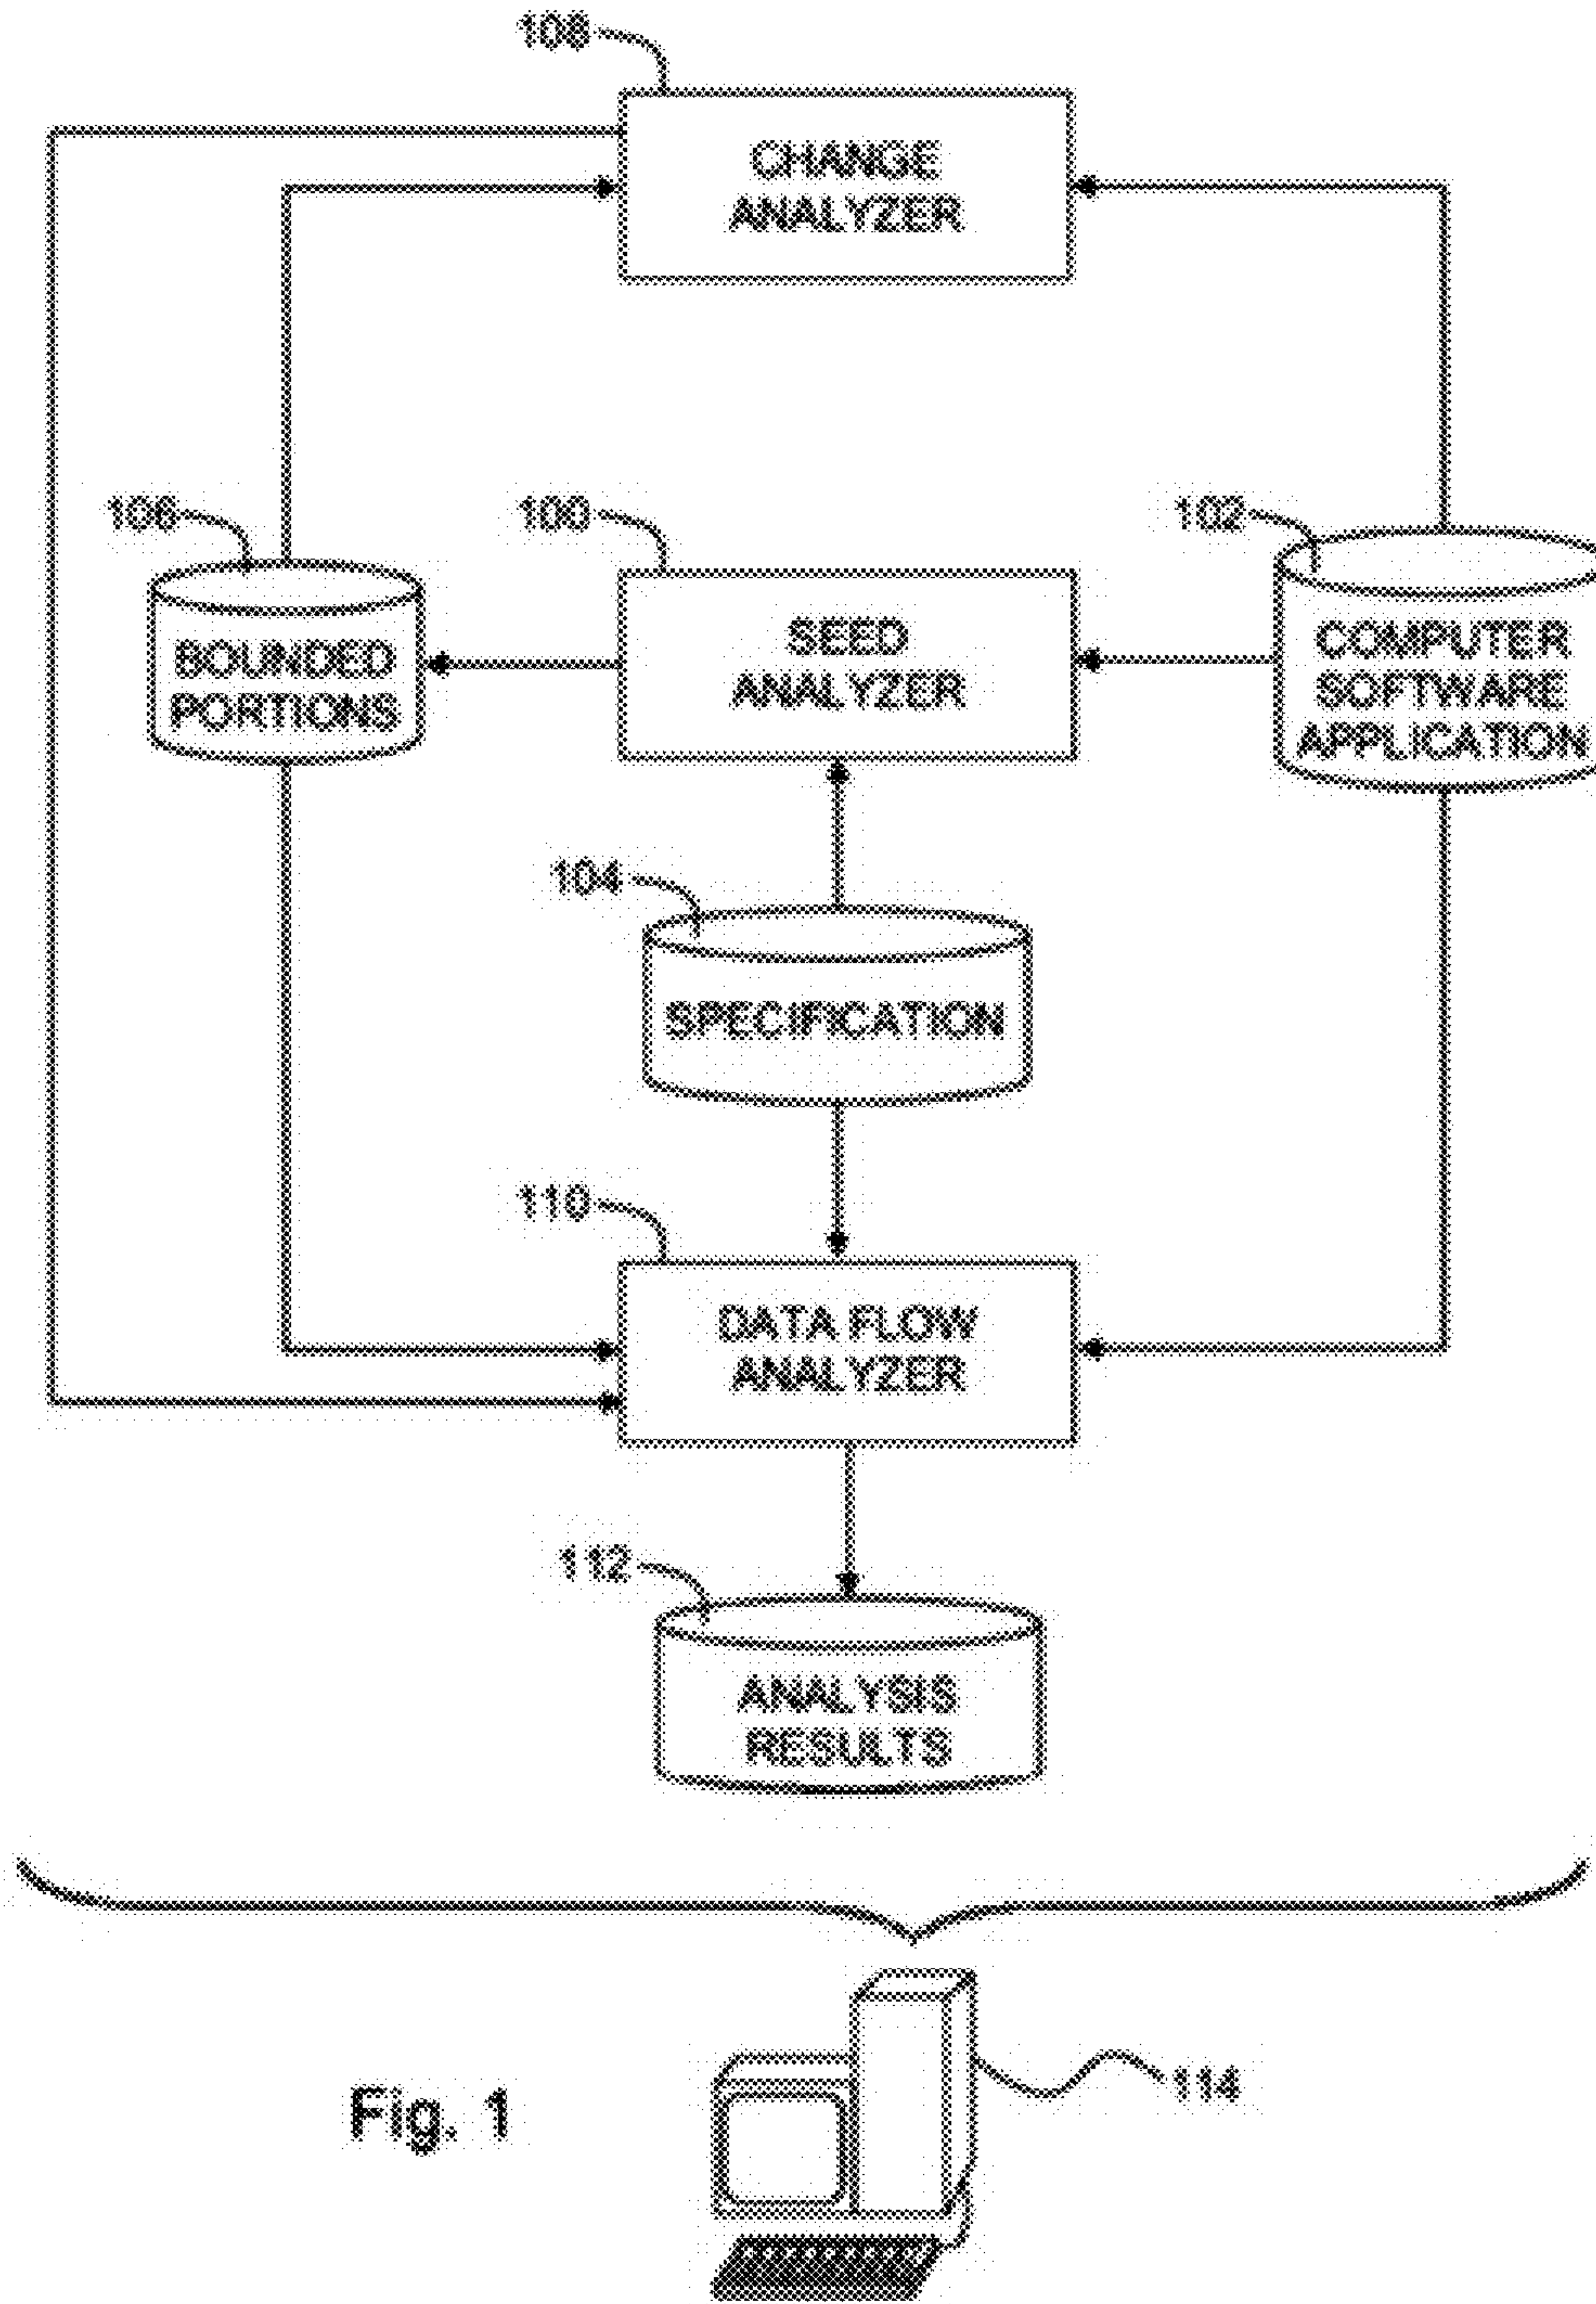 108
CHANGE
ANALYZER
106
100
102
BOUNDED
PORTIONS
SEED
ANALYZER
COMPUTER
SOFTWARE
APPLICATION
104
SPECIFICATION
110
DATA FLOW
ANALYZER
112
ANALYSIS
RESULTS
114
Fig. 1